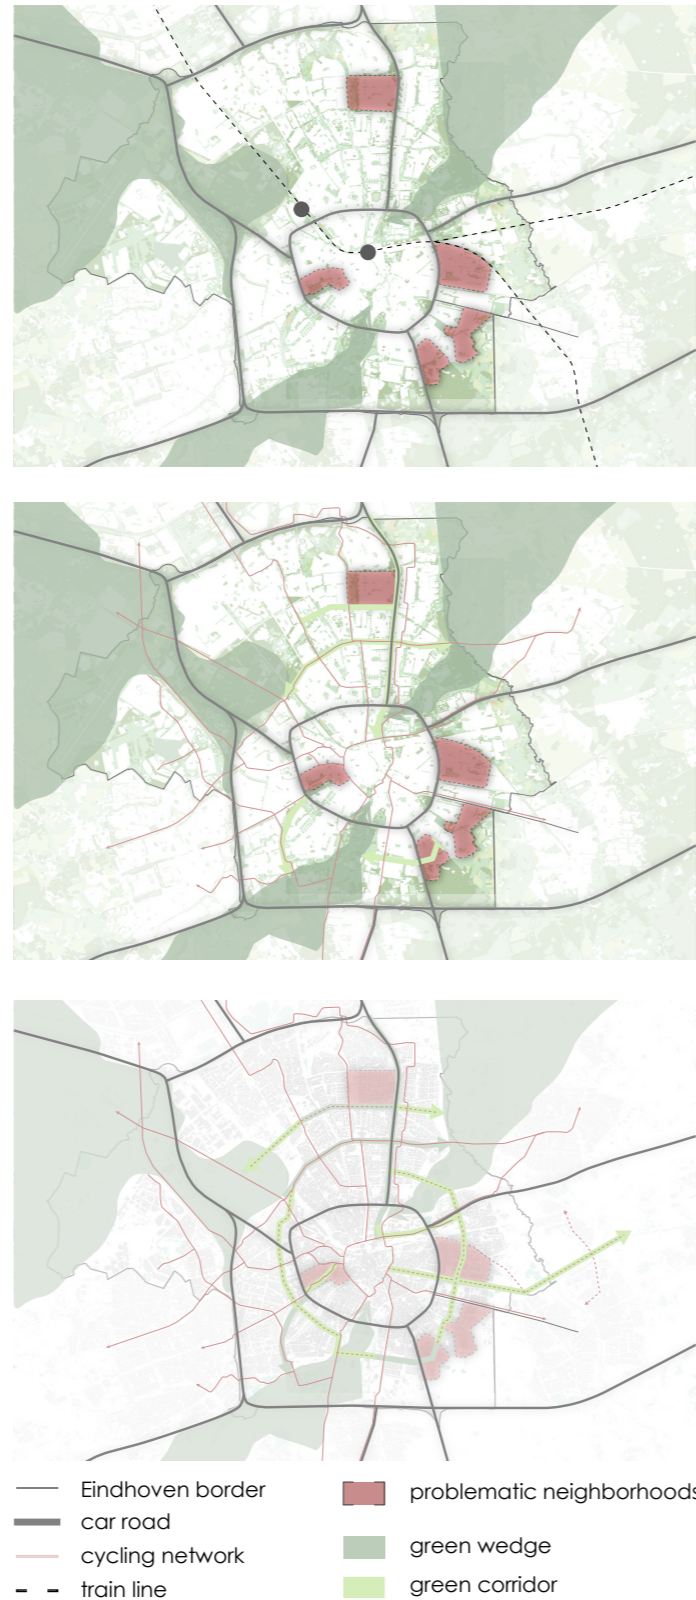 Eindhoven border
car road
cycling network
train line
problematic neighborhoods
green wedge
green corridor